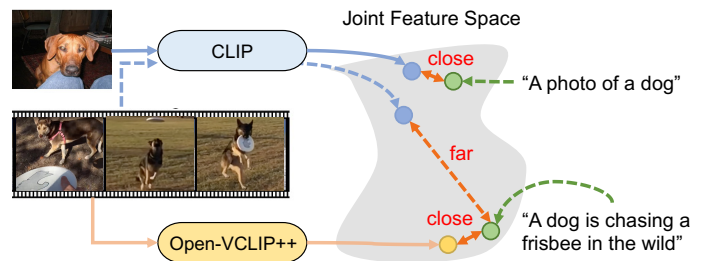 Joint Feature Space
CLIP
close
“A photo of a dog”
far
close
Open-VCLIP++
“A dog is chasing a
frisbee in the wild”